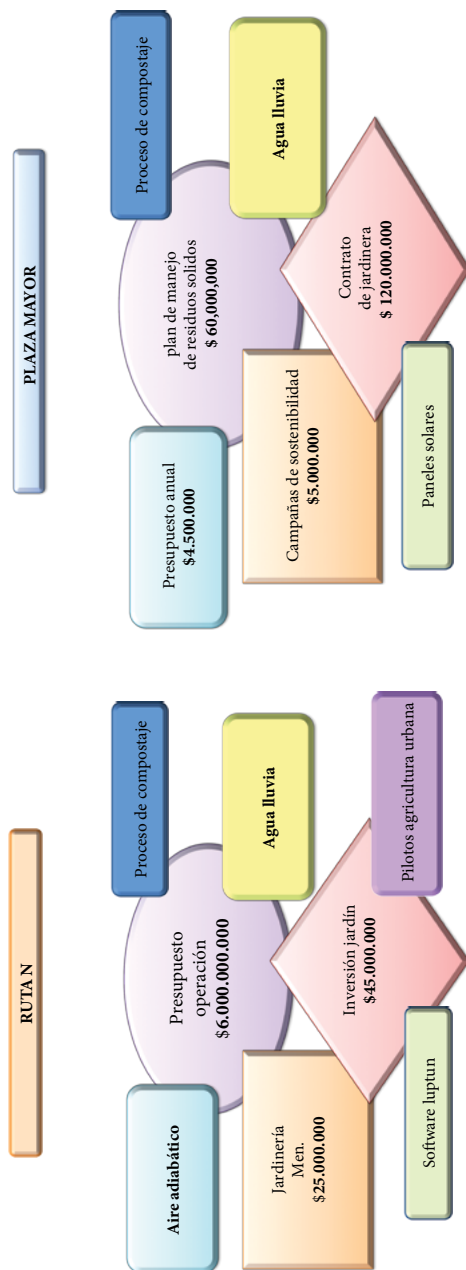 RUTAN
Aire adiabático
Presupuesto
operación
$6.000.000.000
Proceso de compostaje
Jardinería
Men.
$25.000.000
Agua lluvia
Inversión jardín
$45.000.000
Software luptun
Pilotos agricultura urbana
PLAZA MAYOR
Presupuesto anual
$4.500.000
plan de manejo
de residuos solidos
$ 60,000,000
Proceso de compostaje
Campañas de sostenibilidad
$5.000.000
Agua lluvia
Contrato
de jardinera
$ 120.000.000
Paneles solares